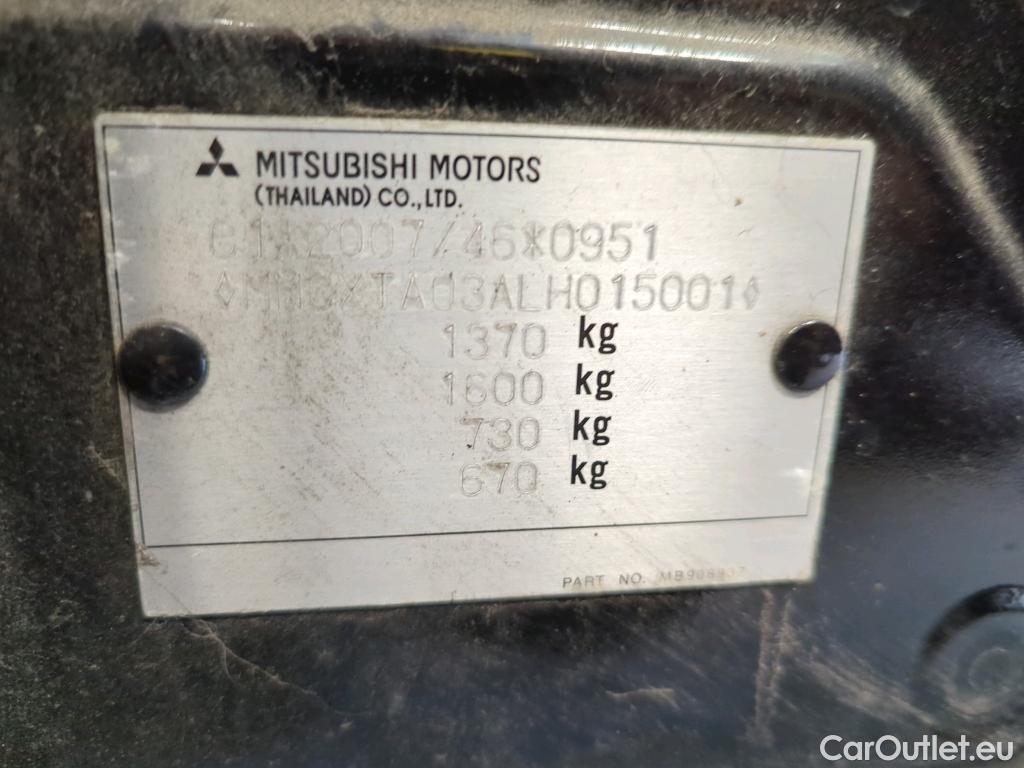 MITSUBISHI MOTORS
(THAILAND) CO.,LTD.
e1*2007/46*0951
◊MMCXTA03ALH015001◊
1370 kg
1600 kg
730 kg
670 kg
PART NO.
CarOutlet.eu